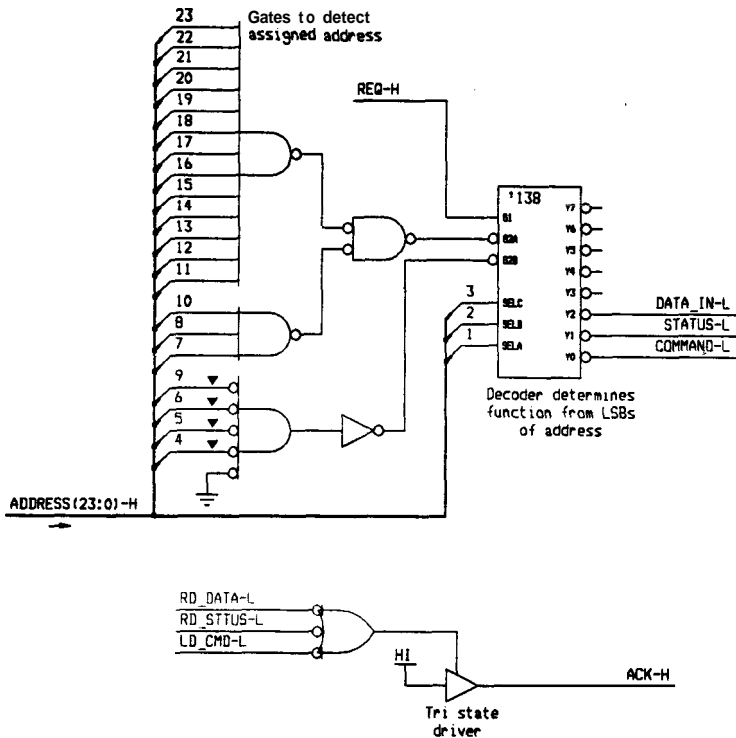 23
Gates to detect
22
assigned address
21
20
19
18
17
16
15
14
13
12
11
10
8
7
9
6
5
4
REQ-H
'138
G1
G2A
G2B
3
SELC
2
SELB
1
SELA
Y7
Y6
Y5
Y4
Y3
Y2
Y1
Y0
DATA_IN-L
STATUS-L
COMMAND-L
Decoder determines
function from LSBs
of address
ADDRESS(23:0)-H
RD_DATA-L
RD_STTUS-L
LD_CMD-L
HI
ACK-H
Tri state
driver